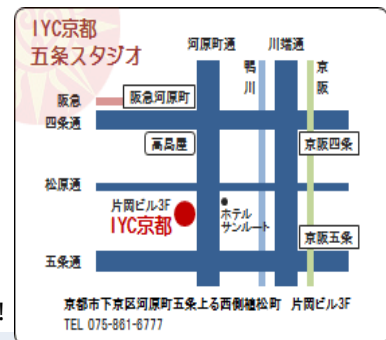 IYC京都
五条スタジオ
河原町通 川端通
鴨川
京阪
阪急
阪急河原町
四条通
高島屋
京阪四条
松原通
片岡ビル3F
IYC京都
ホテル
サンルート
京阪五条
五条通
京都市下京区河原町五条上る西側植松町 片岡ビル3F
TEL 075-861-6777
!